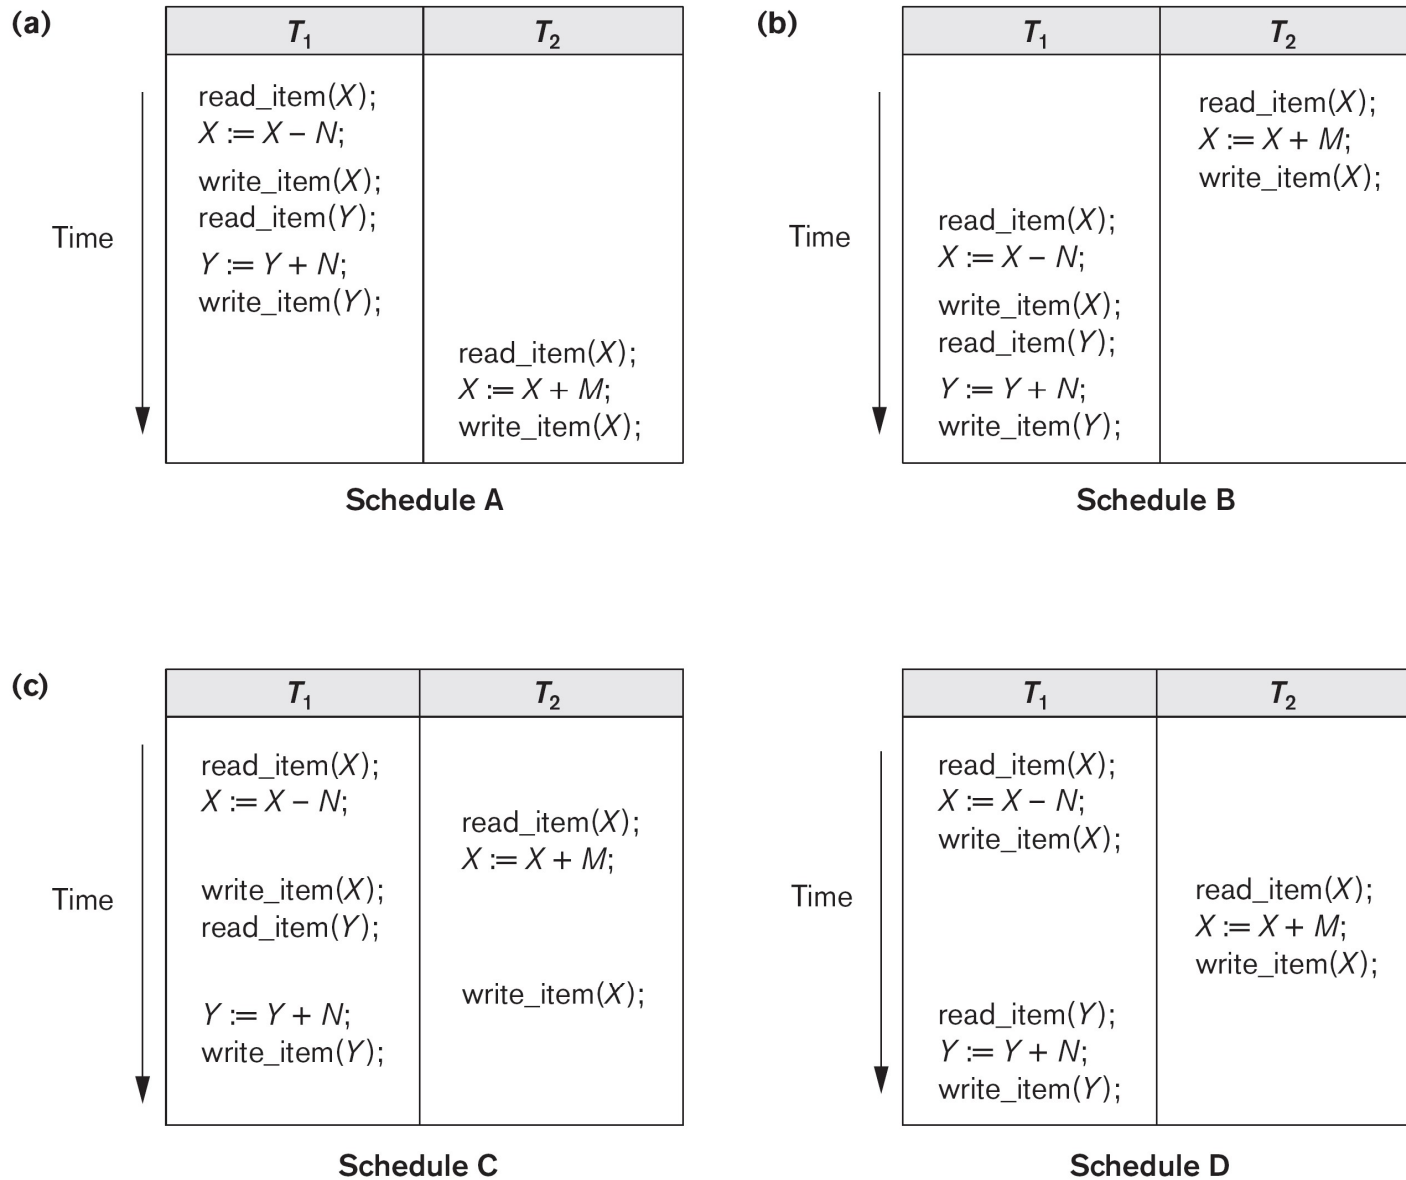 (a)
T1 T2
read_item(X);
X := X – N;
write_item(X);
read_item(Y);
Time
Y := Y + N;
write_item(Y);
read_item(X);
X := X + M;
write_item(X);
Schedule A
(b)
T1 T2
read_item(X);
X := X + M;
write_item(X);
read_item(X);
Time
X := X – N;
write_item(X);
read_item(Y);
Y := Y + N;
write_item(Y);
Schedule B
(c)
T1 T2
read_item(X);
X := X – N;
read_item(X);
X := X + M;
write_item(X);
Time
read_item(Y);
write_item(X);
Y := Y + N;
write_item(Y);
Schedule C
T1 T2
read_item(X);
X := X – N;
write_item(X);
read_item(X);
Time
X := X + M;
write_item(X);
read_item(Y);
Y := Y + N;
write_item(Y);
Schedule D